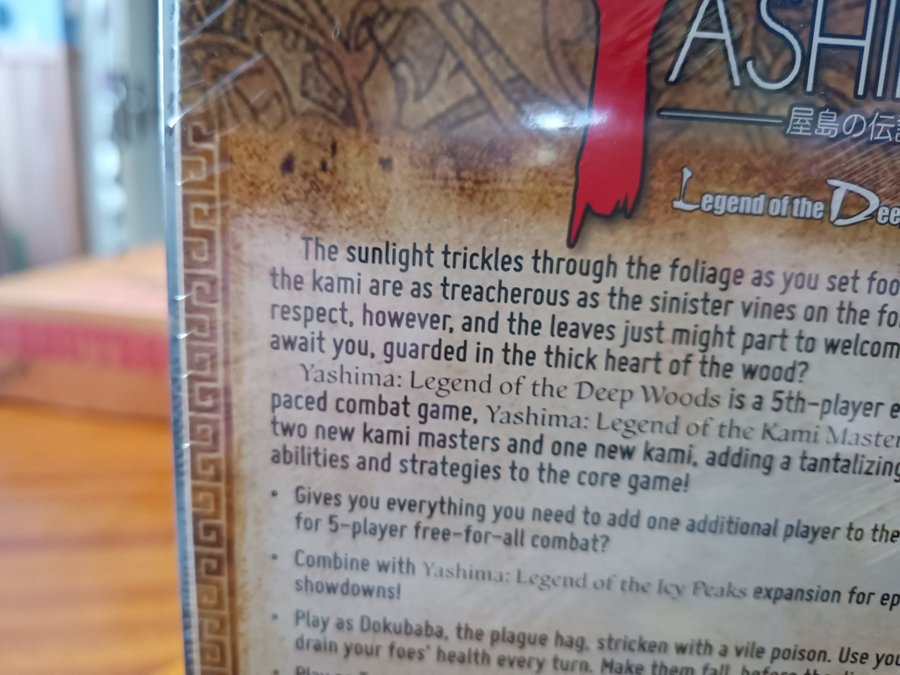 YASHI
屋島の伝
Legend of the Dee
The sunlight trickles through the foliage as you set foo
the kami are as treacherous as the sinister vines on the fo
respect, however, and the leaves just might part to welcom
await you, guarded in the thick heart of the wood?
Yashima: Legend of the Deep Woods is a 5th-player e
paced combat game, Yashima: Legend of the Kami Master
two new kami masters and one new kami, adding a tantalizing
abilities and strategies to the core game!
• Gives you everything you need to add one additional player to the
for 5-player free-for-all combat?
• Combine with Yashima: Legend of the Icy Peaks expansion for ep
showdowns!
• Play as Dokubaba, the plague hag, stricken with a vile poison. Use you
drain your foes' health every turn. Make them fall before the